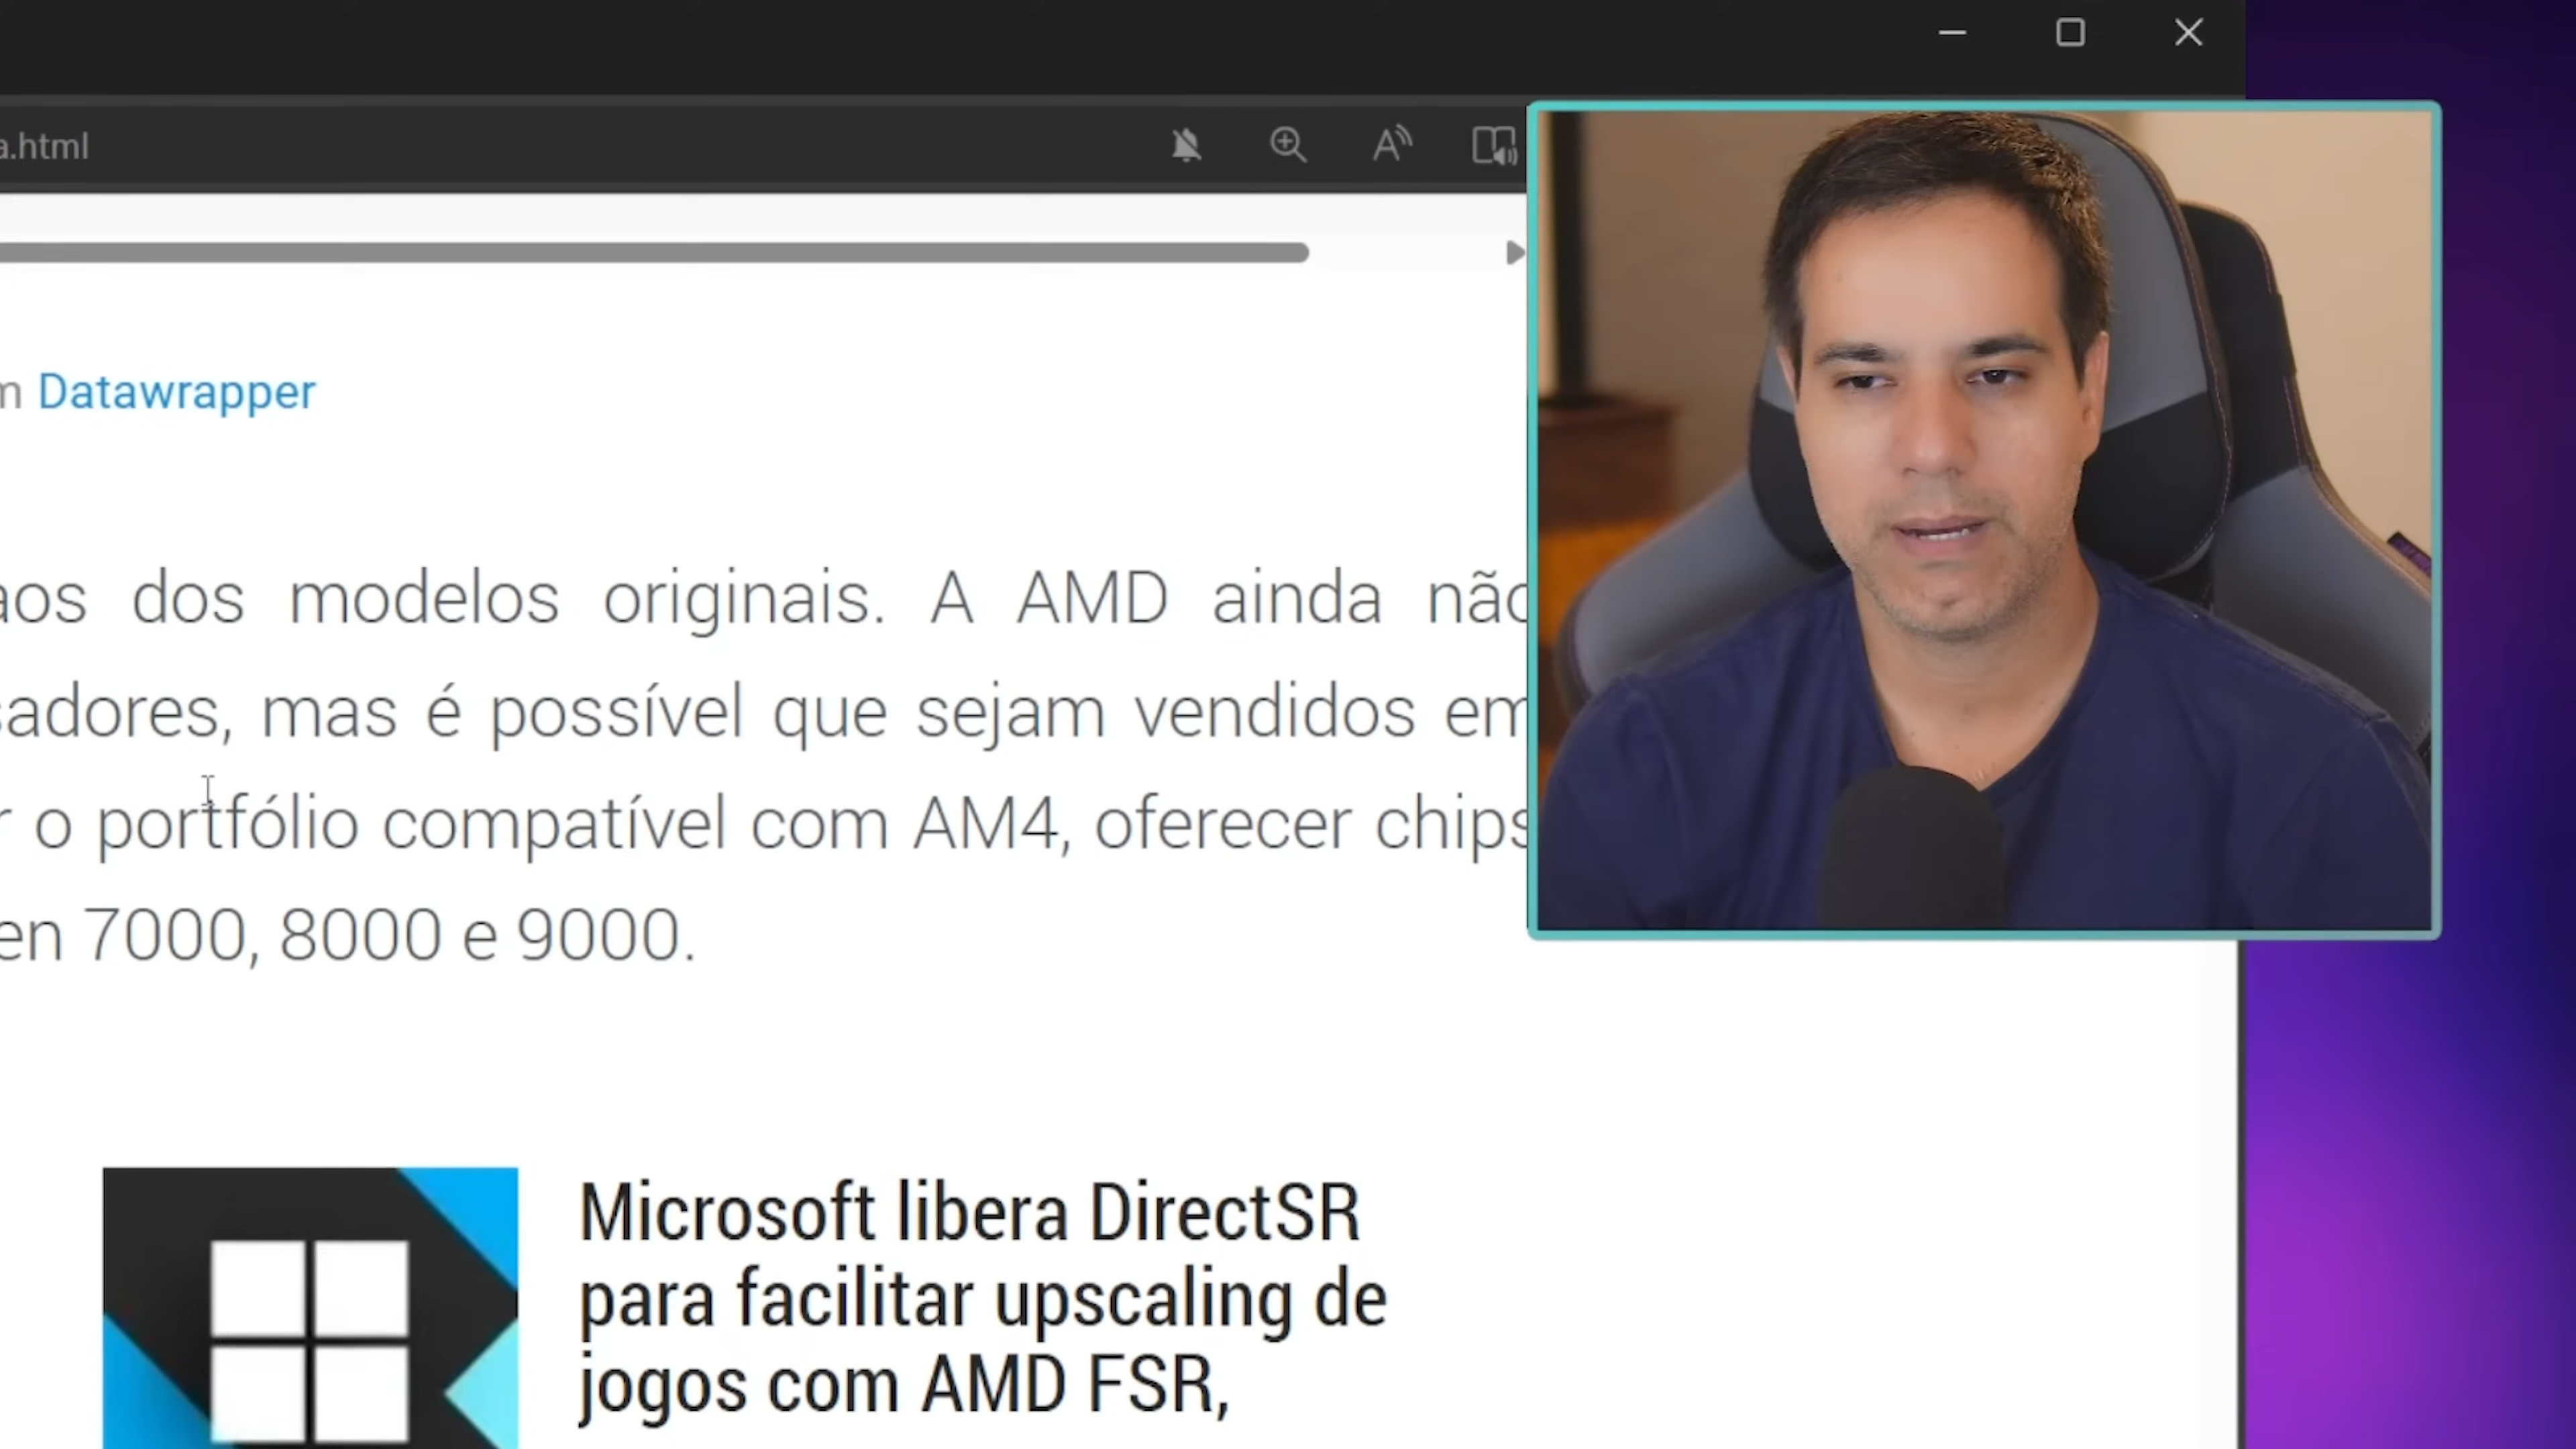 a.html
m Datawrapper
aos dos modelos originais. A AMD ainda não
sadores, mas é possível que sejam vendidos em
r o portfólio compatível com AM4, oferecer chips
en 7000, 8000 e 9000.
Microsoft libera DirectSR
para facilitar upscaling de
jogos com AMD FSR,